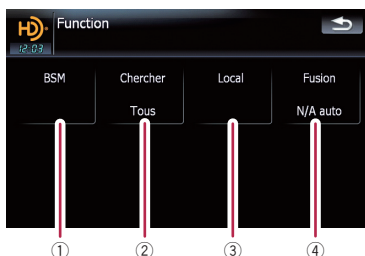 HD Function
12:03
BSM Chercher Local Fusion
Tous N/A auto
① ② ③ ④